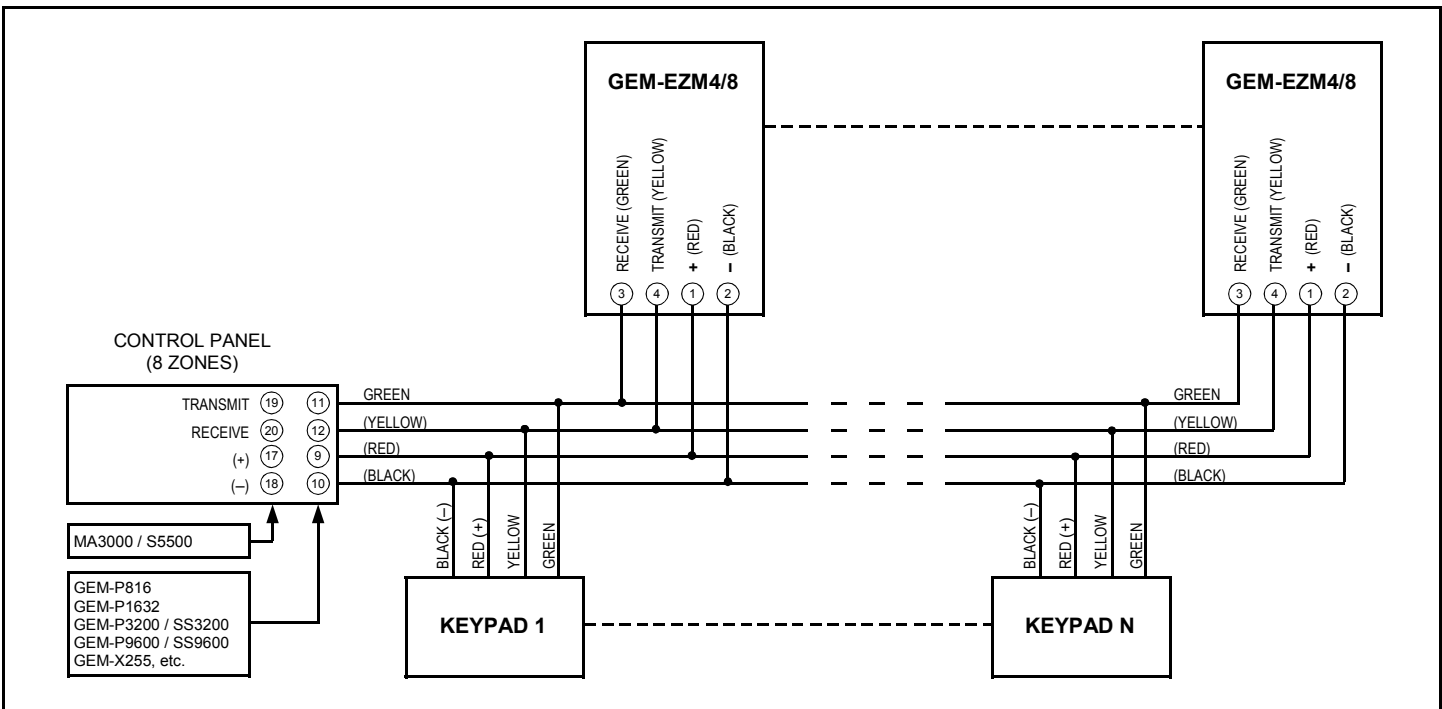 GEM-EZM4/8
RECEIVE (GREEN)
TRANSMIT (YELLOW)
+ (RED)
– (BLACK)
3 4 1 2
GEM-EZM4/8
RECEIVE (GREEN)
TRANSMIT (YELLOW)
+ (RED)
– (BLACK)
3 4 1 2
CONTROL PANEL
(8 ZONES)
TRANSMIT 19 11
RECEIVE 20 12
(+) 17 9
(–) 18 10
GREEN
(YELLOW)
(RED)
(BLACK)
GREEN
(YELLOW)
(RED)
(BLACK)
MA3000 / S5500
GEM-P816
GEM-P1632
GEM-P3200 / SS3200
GEM-P9600 / SS9600
GEM-X255, etc.
BLACK (–)
RED (+)
YELLOW
GREEN
KEYPAD 1
BLACK (–)
RED (+)
YELLOW
GREEN
KEYPAD N